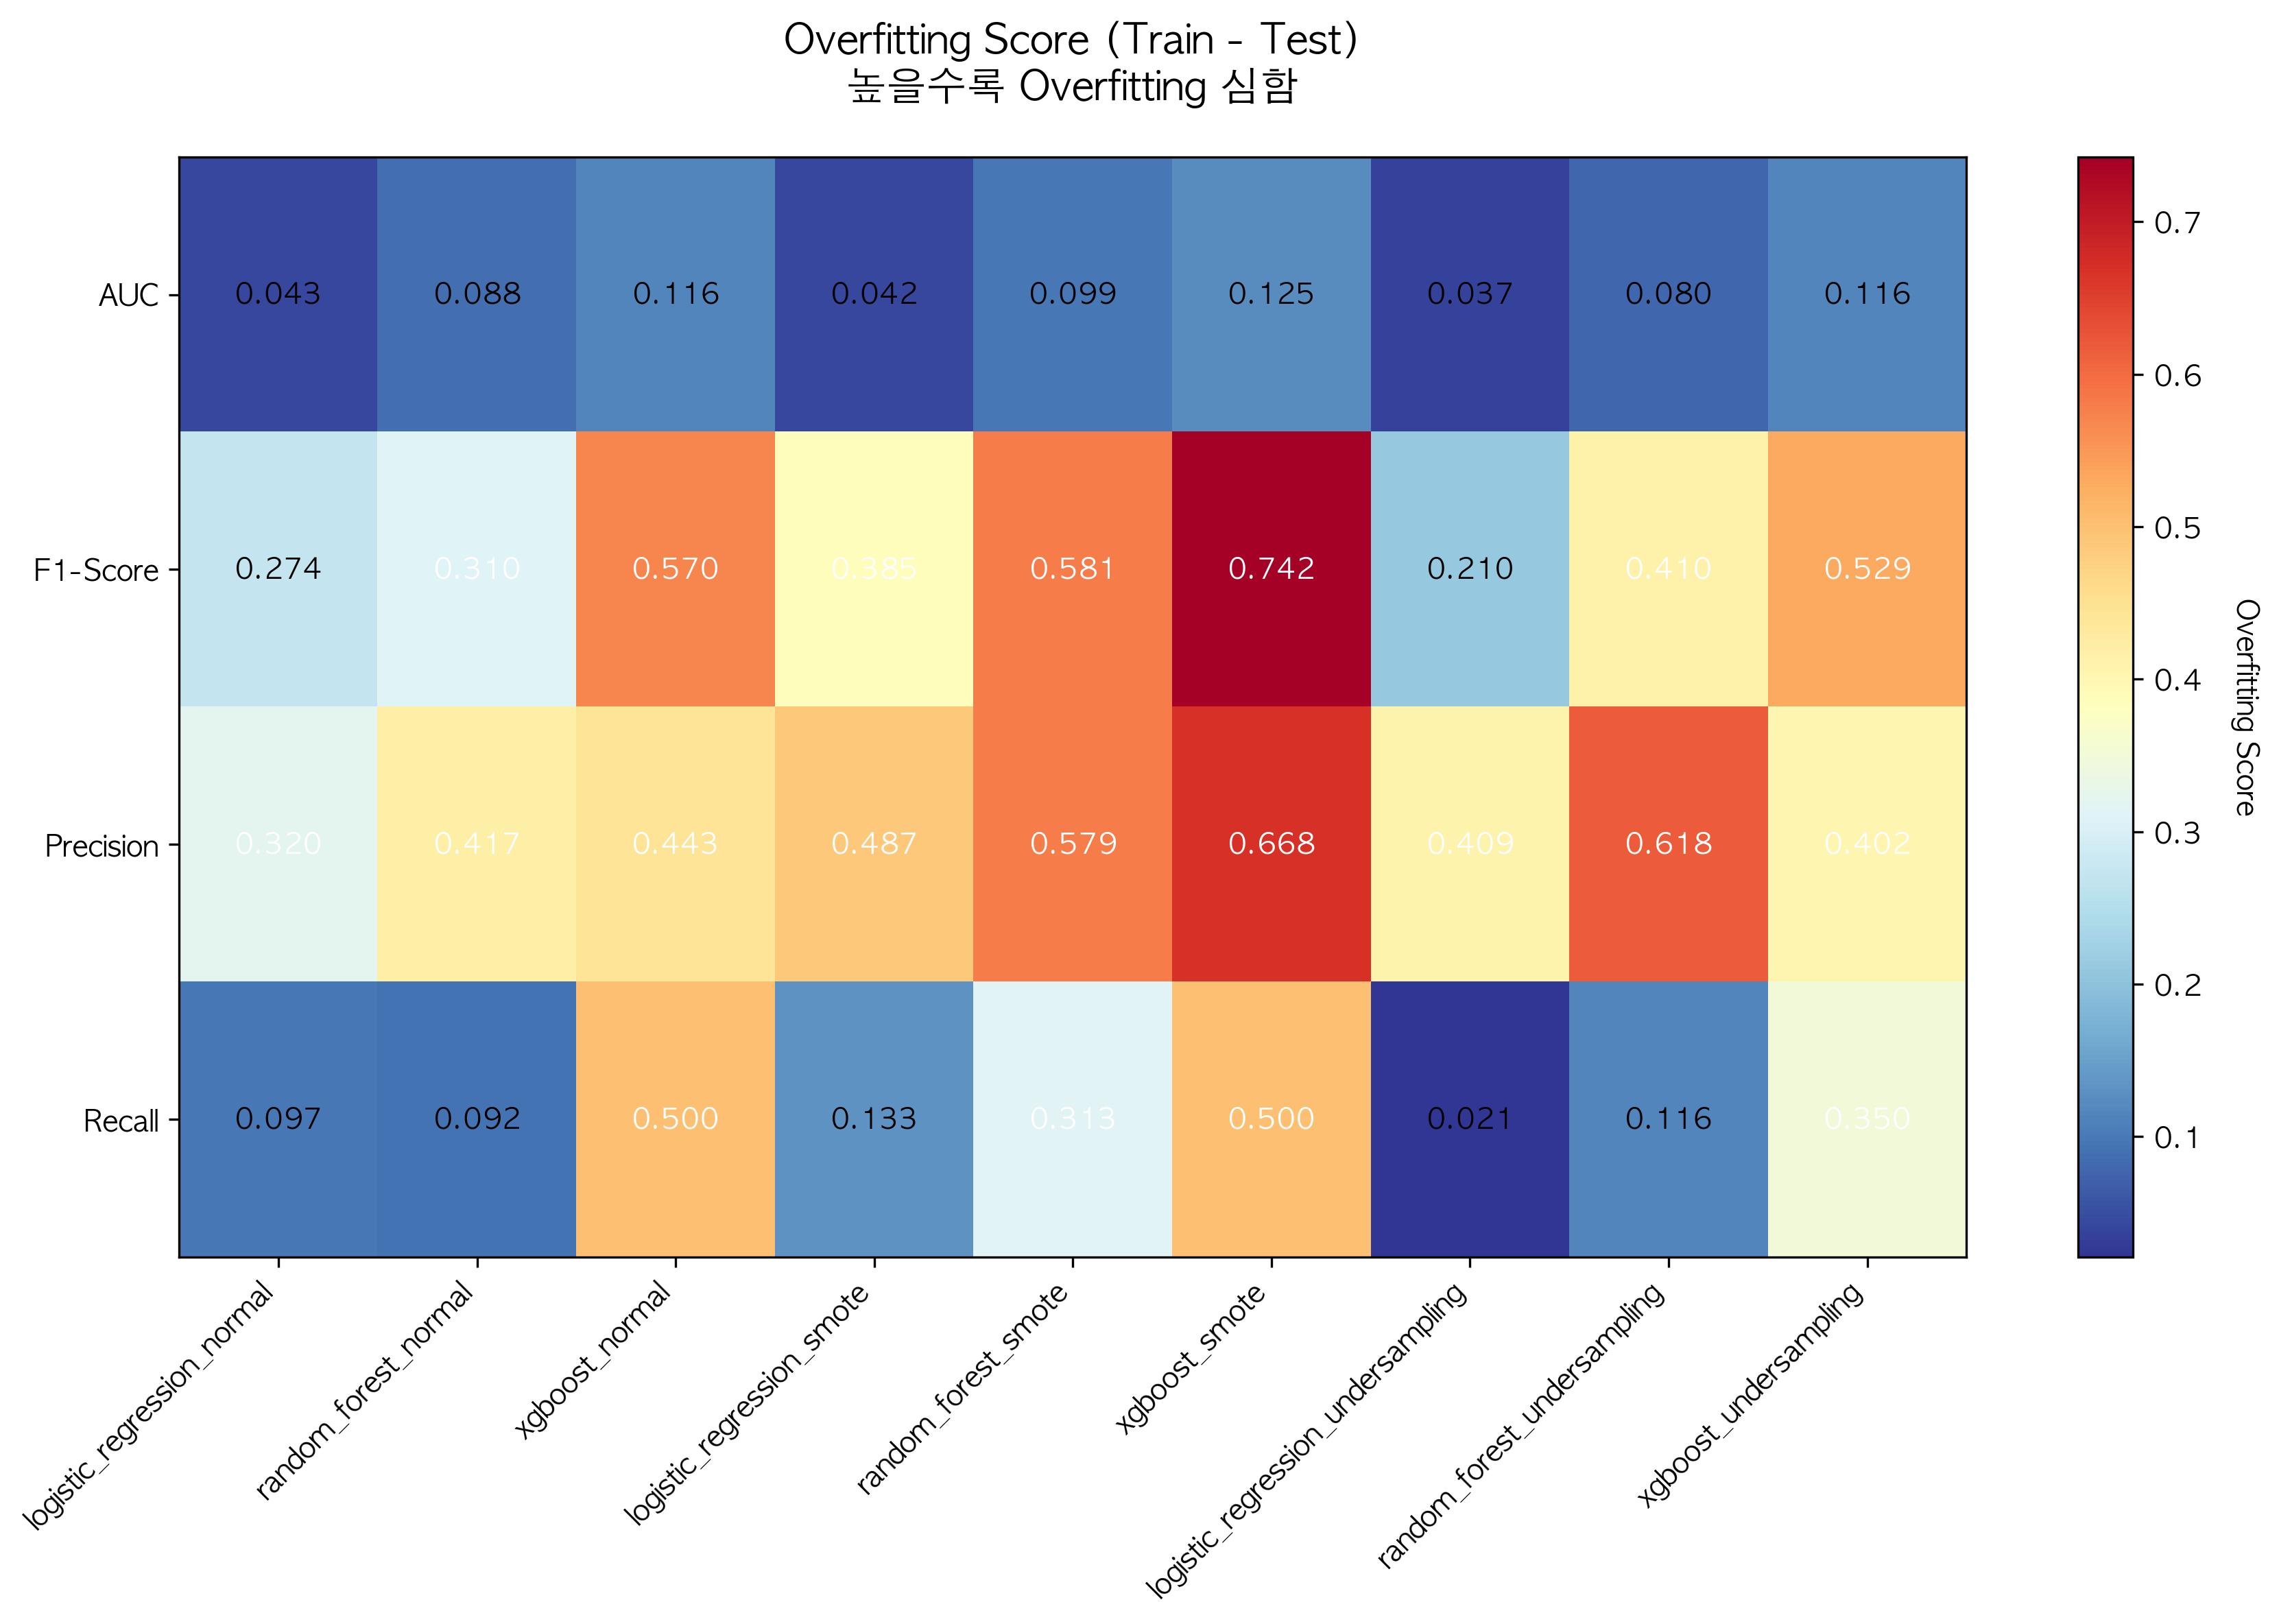 Overfitting Score (Train - Test)
높을수록 Overfitting 심함
AUC 0.043 0.088 0.116 0.042 0.099 0.125 0.037 0.080 0.116
F1-Score 0.274 0.310 0.570 0.385 0.581 0.742 0.210 0.410 0.529
Precision 0.320 0.417 0.443 0.487 0.579 0.668 0.409 0.618 0.402
Recall 0.097 0.092 0.500 0.133 0.313 0.500 0.021 0.116 0.350
logistic_regression_normal
random_forest_normal
xgboost_normal
logistic_regression_smote
random_forest_smote
xgboost_smote
logistic_regression_undersampling
random_forest_undersampling
xgboost_undersampling
0.7
0.6
0.5
0.4
0.3
0.2
0.1
Overfitting Score